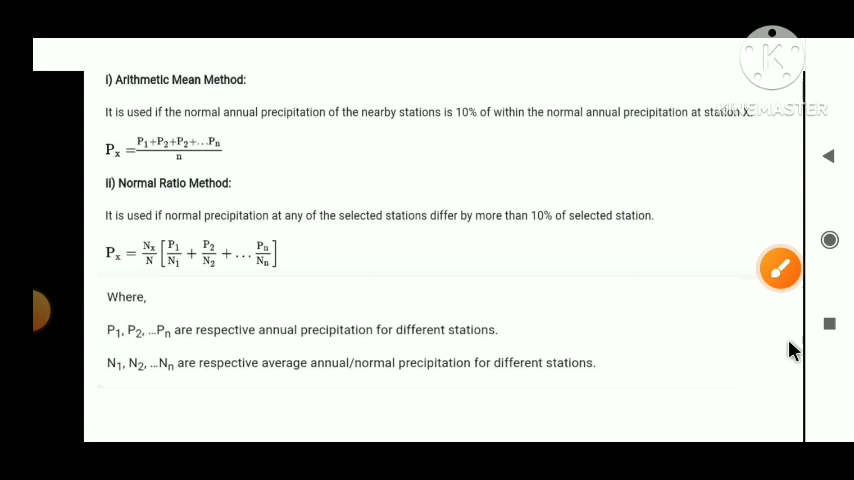 i) Arithmetic Mean Method:
It is used if the normal annual precipitation of the nearby stations is 10% of within the normal annual precipitation at station X.
Pₓ = (P₁+P₂+P₂+...Pₙ)/n
ii) Normal Ratio Method:
It is used if normal precipitation at any of the selected stations differ by more than 10% of selected station.
Pₓ = Nₓ/N [P₁/N₁ + P₂/N₂ + ... Pₙ/Nₙ]
Where,
P₁, P₂, ...Pₙ are respective annual precipitation for different stations.
N₁, N₂, ...Nₙ are respective average annual/normal precipitation for different stations.
K
KINEMASTER